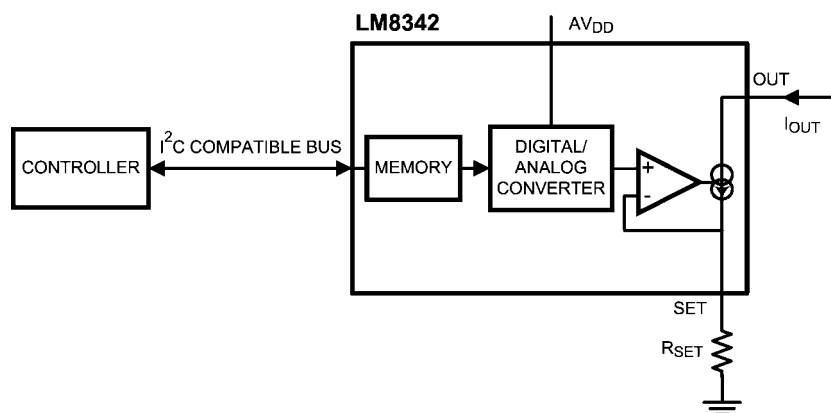 LM8342
AVDD
OUT
IOUT
I²C COMPATIBLE BUS
CONTROLLER
MEMORY
DIGITAL/
ANALOG
CONVERTER
+
-
SET
RSET